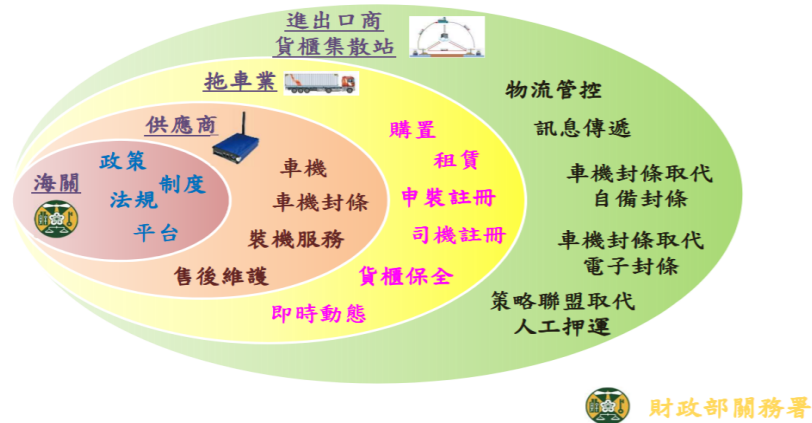 進出口商
貨櫃集散站
拖車業
供應商
海關
政策
制度
法規
平台
車機
車機封條
裝機服務
售後維護
購置
租賃
申裝註冊
司機註冊
貨櫃保全
即時動態
物流管控
訊息傳遞
車機封條取代
自備封條
車機封條取代
電子封條
策略聯盟取代
人工押運
財政部關務署